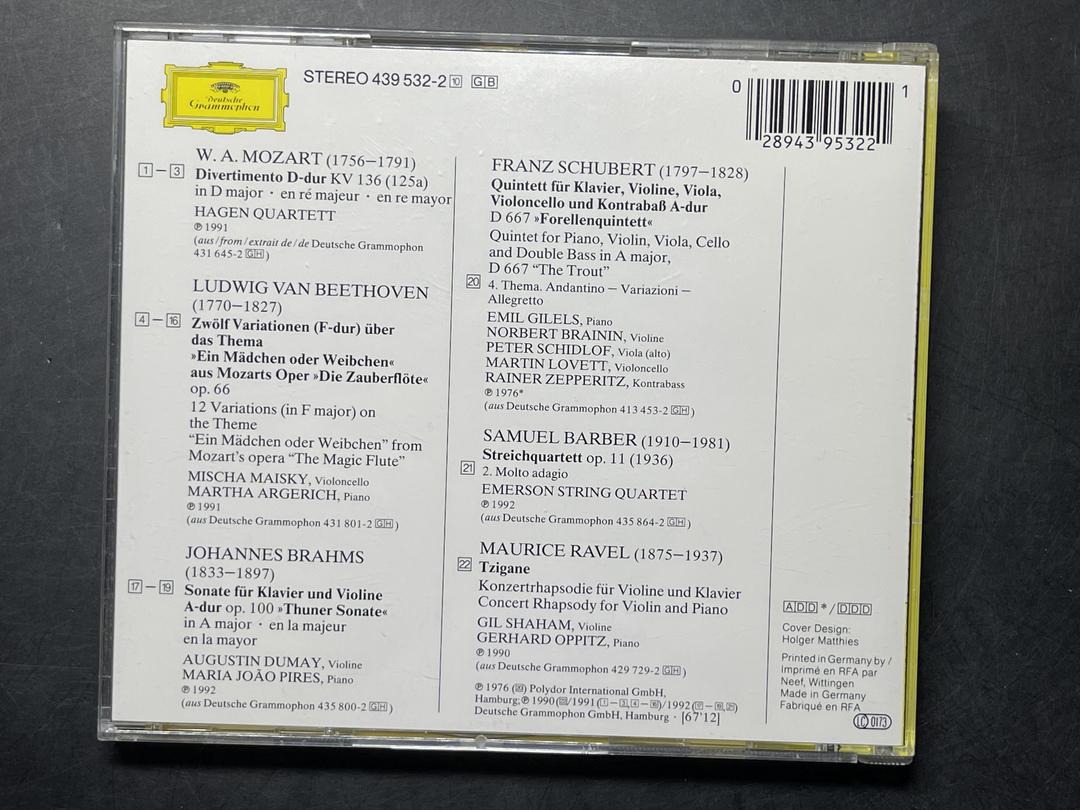 Deutsche
Grammophon
STEREO 439 532-2 10 GB
0
28943 95322
1
W. A. MOZART (1756–1791)
1 – 3 Divertimento D-dur KV 136 (125a)
in D major · en ré majeur · en re mayor
HAGEN QUARTETT
℗ 1991
(aus/from/extrait de/de Deutsche Grammophon
431 645-2 GH)
LUDWIG VAN BEETHOVEN
(1770–1827)
4 – 16 Zwölf Variationen (F-dur) über
das Thema
»Ein Mädchen oder Weibchen«
aus Mozarts Oper »Die Zauberflöte«
op. 66
12 Variations (in F major) on
the Theme
“Ein Mädchen oder Weibchen” from
Mozart's opera “The Magic Flute”
MISCHA MAISKY, Violoncello
MARTHA ARGERICH, Piano
℗ 1991
(aus Deutsche Grammophon 431 801-2 GH)
JOHANNES BRAHMS
(1833–1897)
17 – 19 Sonate für Klavier und Violine
A-dur op. 100 »Thuner Sonate«
in A major · en la majeur
en la mayor
AUGUSTIN DUMAY, Violine
MARIA JOÃO PIRES, Piano
℗ 1992
(aus Deutsche Grammophon 435 800-2 GH)
FRANZ SCHUBERT (1797–1828)
Quintett für Klavier, Violine, Viola,
Violoncello und Kontrabaß A-dur
D 667 »Forellenquintett«
Quintet for Piano, Violin, Viola, Cello
and Double Bass in A major,
D 667 “The Trout”
20 4. Thema. Andantino – Variazioni –
Allegretto
EMIL GILELS, Piano
NORBERT BRAININ, Violine
PETER SCHIDLOF, Viola (alto)
MARTIN LOVETT, Violoncello
RAINER ZEPPERITZ, Kontrabass
℗ 1976*
(aus Deutsche Grammophon 413 453-2 GH)
SAMUEL BARBER (1910–1981)
Streichquartett op. 11 (1936)
21 2. Molto adagio
EMERSON STRING QUARTET
℗ 1992
(aus Deutsche Grammophon 435 864-2 GH)
MAURICE RAVEL (1875–1937)
22 Tzigane
Konzertrhapsodie für Violine und Klavier
Concert Rhapsody for Violin and Piano
GIL SHAHAM, Violine
GERHARD OPPITZ, Piano
℗ 1990
(aus Deutsche Grammophon 429 729-2 GH)
℗ 1976 (20) Polydor International GmbH,
Hamburg; ℗ 1990 (22)/1991 (1 – 3, 4 – 16)/1992 (17 – 19, 21)
Deutsche Grammophon GmbH, Hamburg · [67'12]
ADD */DDD
Cover Design:
Holger Matthies
Printed in Germany by /
Imprimé en RFA par
Neef, Wittingen
Made in Germany
Fabriqué en RFA
LC 0173